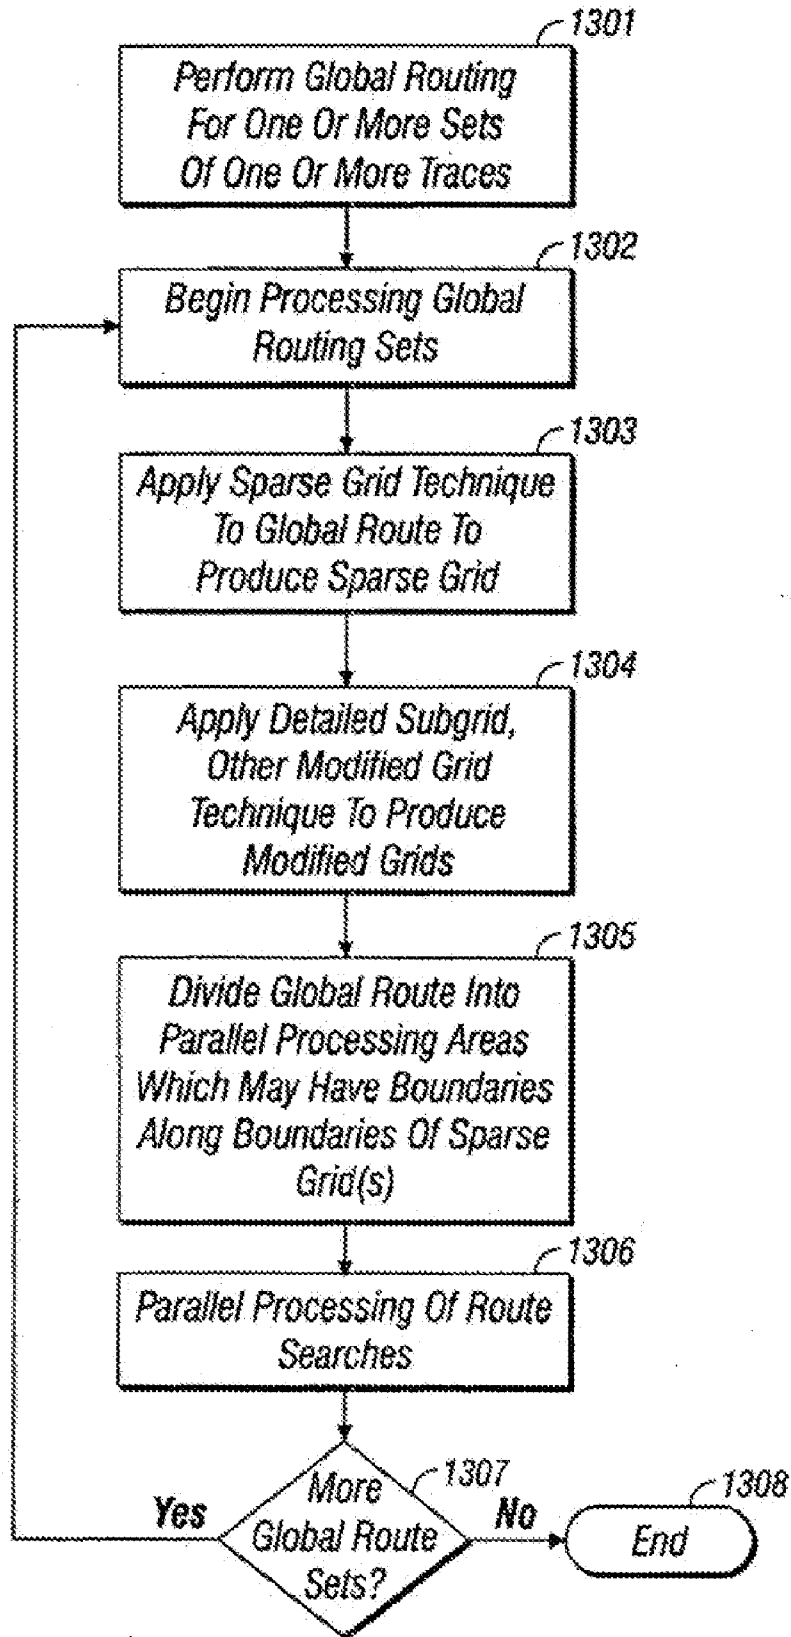 1301
Perform Global Routing
For One Or More Sets
Of One Or More Traces
1302
Begin Processing Global
Routing Sets
1303
Apply Sparse Grid Technique
To Global Route To
Produce Sparse Grid
1304
Apply Detailed Subgrid,
Other Modified Grid
Technique To Produce
Modified Grids
1305
Divide Global Route Into
Parallel Processing Areas
Which May Have Boundaries
Along Boundaries Of Sparse
Grid(s)
1306
Parallel Processing Of Route
Searches
1307
More
Global Route
Sets?
Yes
No
1308
End